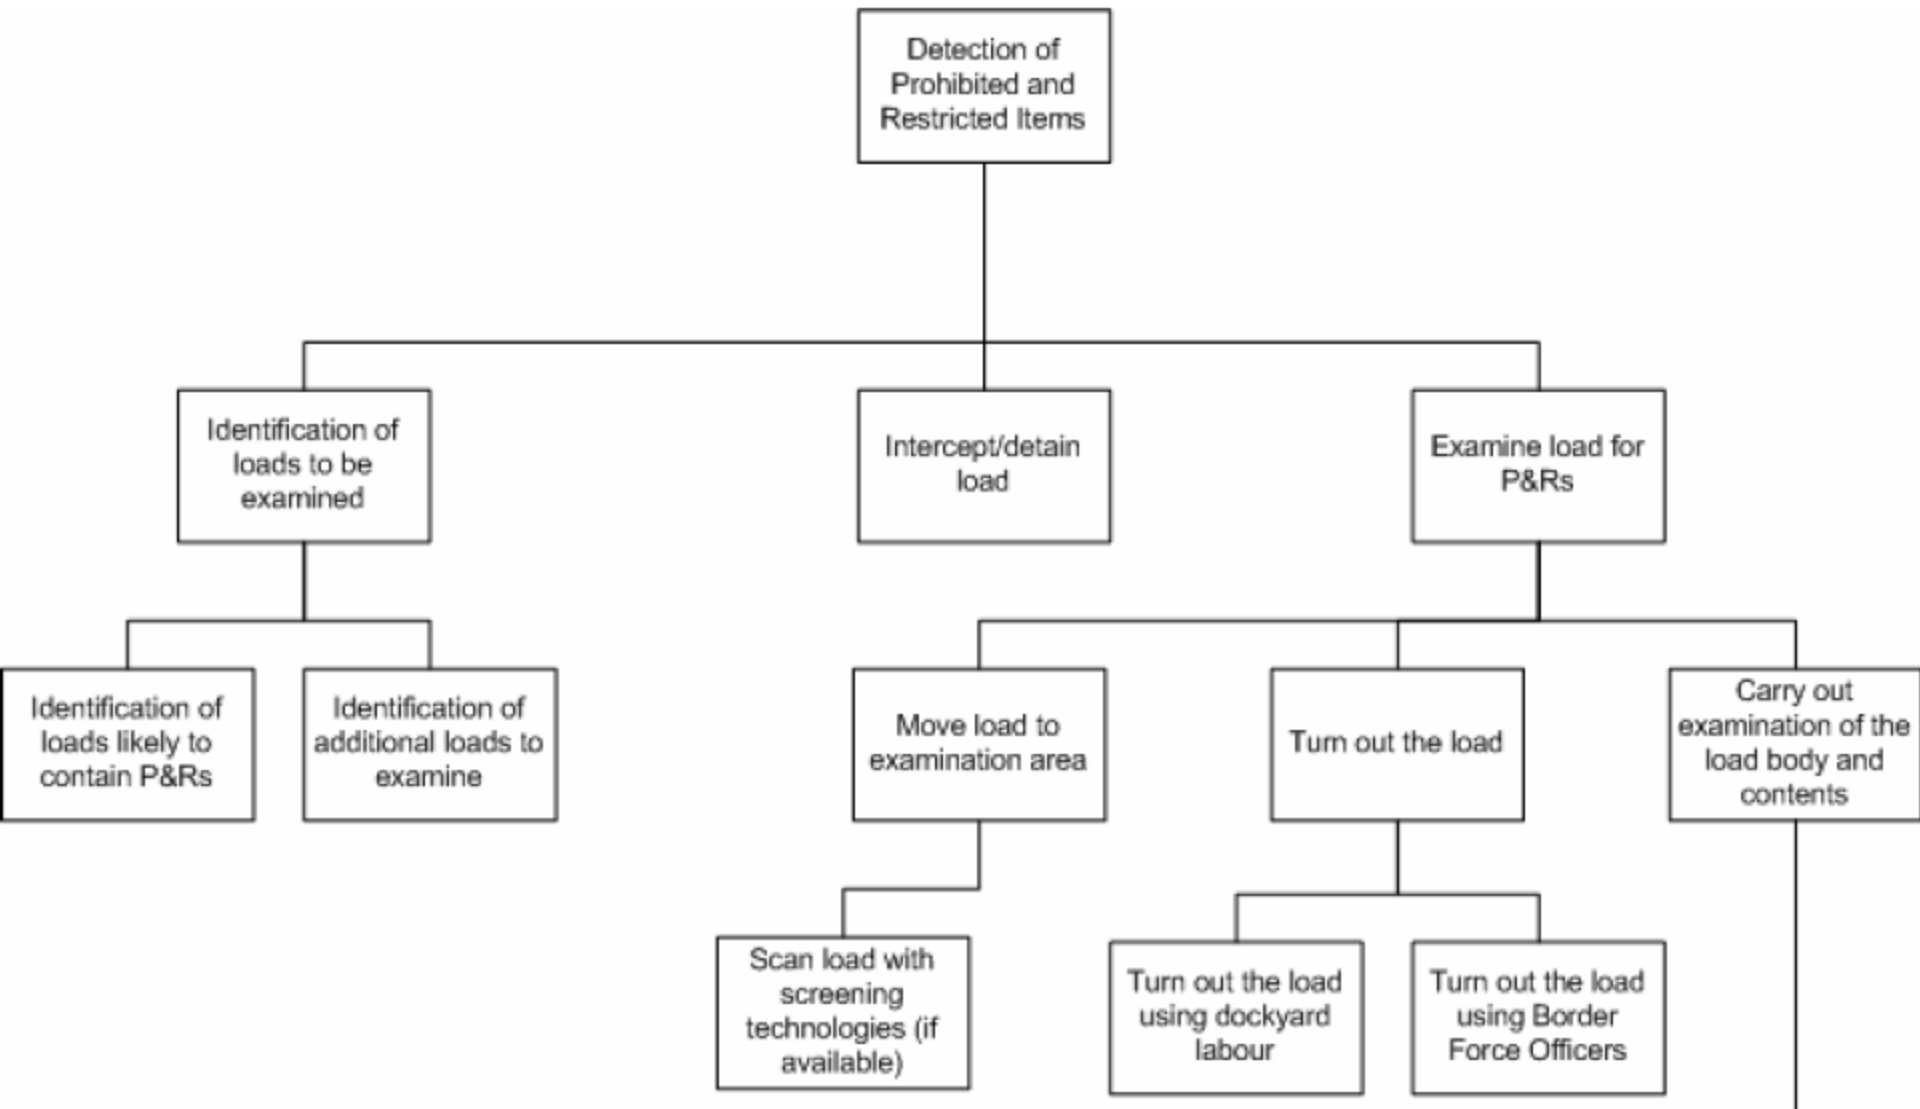 Detection of
Prohibited and
Restricted Items
Identification of
loads to be
examined
Intercept/detain
load
Examine load for
P&Rs
Identification of
loads likely to
contain P&Rs
Identification of
additional loads to
examine
Move load to
examination area
Turn out the load
Carry out
examination of the
load body and
contents
Scan load with
screening
technologies (if
available)
Turn out the load
using dockyard
labour
Turn out the load
using Border
Force Officers